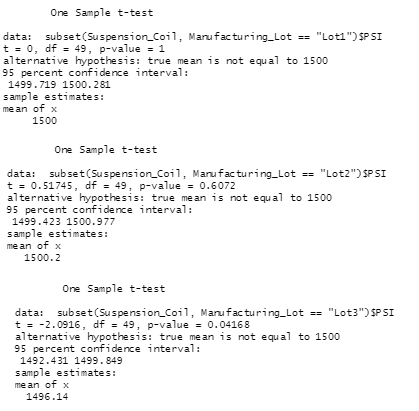 One Sample t-test
data:  subset(Suspension_Coil, Manufacturing_Lot == "Lot1")$PSI
t = 0, df = 49, p-value = 1
alternative hypothesis: true mean is not equal to 1500
95 percent confidence interval:
1499.719 1500.281
sample estimates:
mean of x
1500
One Sample t-test
data:  subset(Suspension_Coil, Manufacturing_Lot == "Lot2")$PSI
t = 0.51745, df = 49, p-value = 0.6072
alternative hypothesis: true mean is not equal to 1500
95 percent confidence interval:
1499.423 1500.977
sample estimates:
mean of x
1500.2
One Sample t-test
data:  subset(Suspension_Coil, Manufacturing_Lot == "Lot3")$PSI
t = -2.0916, df = 49, p-value = 0.04168
alternative hypothesis: true mean is not equal to 1500
95 percent confidence interval:
1492.431 1499.849
sample estimates:
mean of x
1496.14